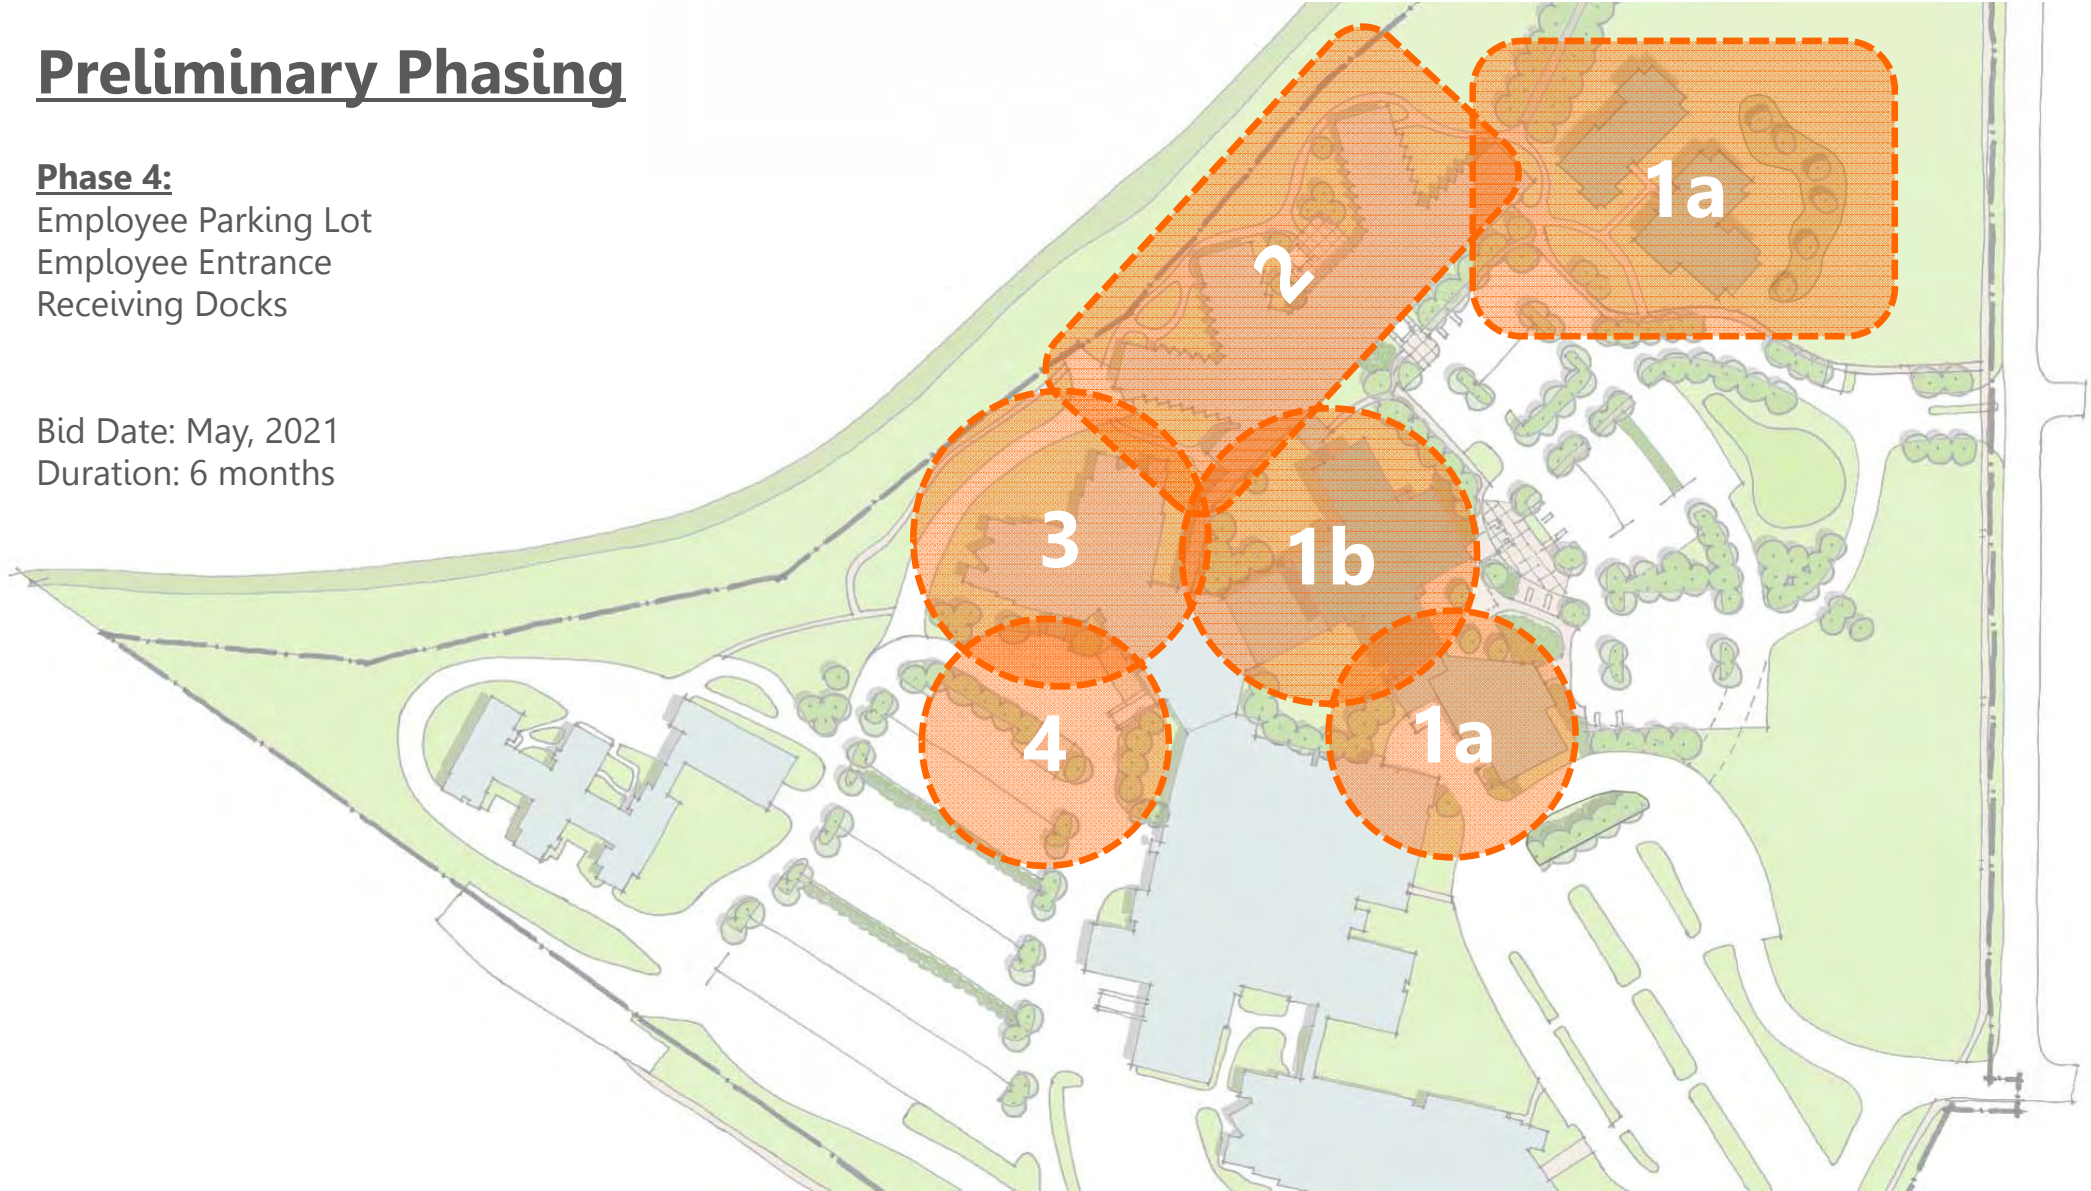 Preliminary Phasing
Phase 4:
Employee Parking Lot
Employee Entrance
Receiving Docks
Bid Date: May, 2021
Duration: 6 months
1a
2
3
1b
4
1a